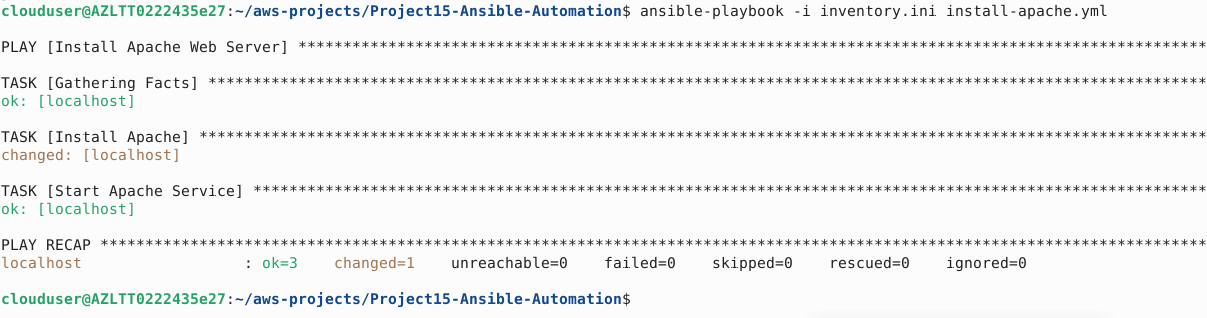 clouduser@AZLTT0222435e27:~/aws-projects/Project15-Ansible-Automation$ ansible-playbook -i inventory.ini install-apache.yml
PLAY [Install Apache Web Server] *****************************************************************************************************
TASK [Gathering Facts] ***************************************************************************************************************
ok: [localhost]
TASK [Install Apache] ****************************************************************************************************************
changed: [localhost]
TASK [Start Apache Service] **********************************************************************************************************
ok: [localhost]
PLAY RECAP ***************************************************************************************************************************
localhost                  : ok=3    changed=1    unreachable=0    failed=0    skipped=0    rescued=0    ignored=0
clouduser@AZLTT0222435e27:~/aws-projects/Project15-Ansible-Automation$